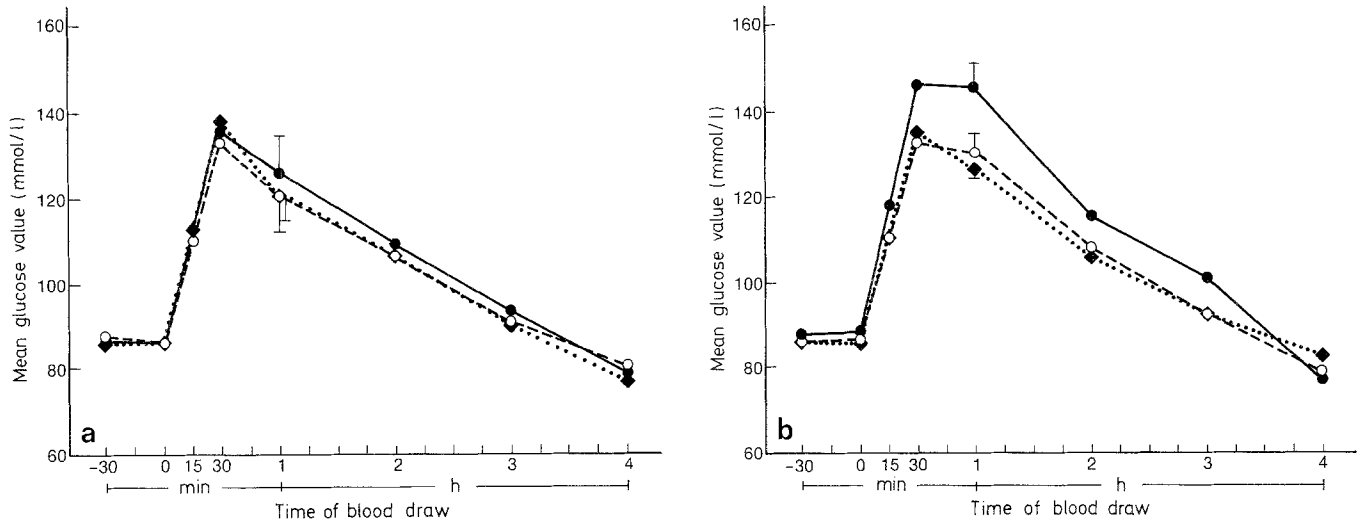 Mean glucose value (mmol/l)
160
140
120
100
80
60
a
-30 0 15 30 1 2 3 4
min h
Time of blood draw
Mean glucose value (mmol/l)
160
140
120
100
80
60
b
-30 0 15 30 1 2 3 4
min h
Time of blood draw